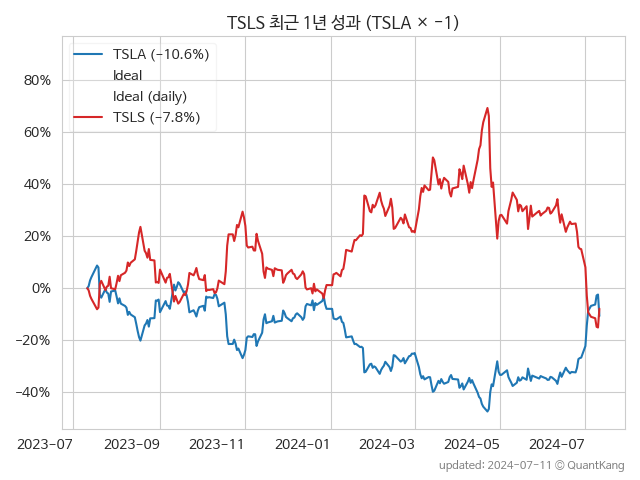 TSLS 최근 1년 성과 (TSLA × -1)
TSLA (-10.6%)
Ideal
Ideal (daily)
TSLS (-7.8%)
80%
60%
40%
20%
0%
-20%
-40%
2023-07 2023-09 2023-11 2024-01 2024-03 2024-05 2024-07
updated: 2024-07-11 © QuantKang